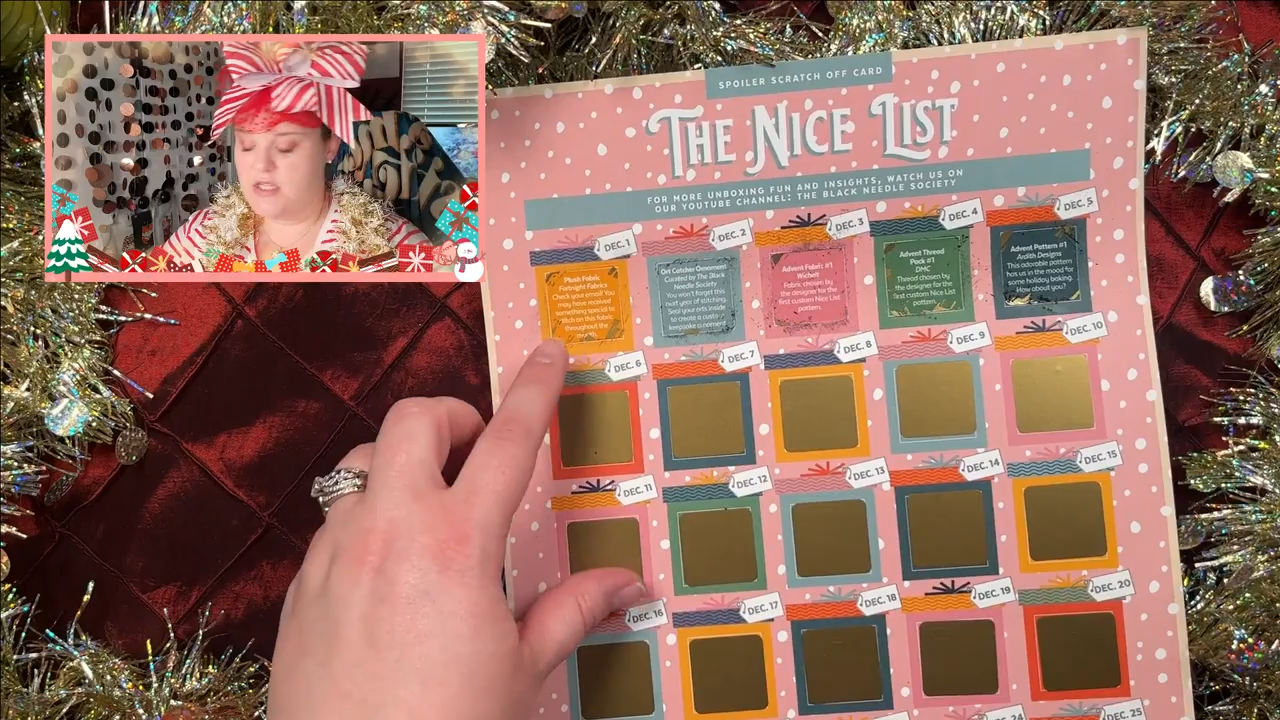 SPOILER SCRATCH OFF CARD
THE NICE LIST
FOR MORE UNBOXING FUN AND INSIGHTS, WATCH US ON
OUR YOUTUBE CHANNEL: THE BLACK NEEDLE SOCIETY
DEC. 1
Plush Fabric
Fortnight Fabrics
Check your email! You
may have received
something special to
stitch on this fabric
throughout the
DEC. 2
Ort Catcher Ornament
Curated by The Black
Needle Society
You won't forget this
next year of stitching.
Seal your orts inside
to create a custom
keepsake ornament
DEC. 3
Advent Fabric #1
Wichelt
Fabric chosen by
the designer for the
first custom Nice List
pattern.
DEC. 4
Advent Thread
Pack #1
DMC
Thread chosen by
the designer for the
first custom Nice List
pattern.
DEC. 5
Advent Pattern #1
Ardith Designs
This adorable pattern
has us in the mood for
some holiday baking.
How about you?
DEC. 6
DEC. 7
DEC. 8
DEC. 9
DEC. 10
DEC. 11
DEC. 12
DEC. 13
DEC. 14
DEC. 15
DEC. 16
DEC. 17
DEC. 18
DEC. 19
DEC. 20
DEC. 25